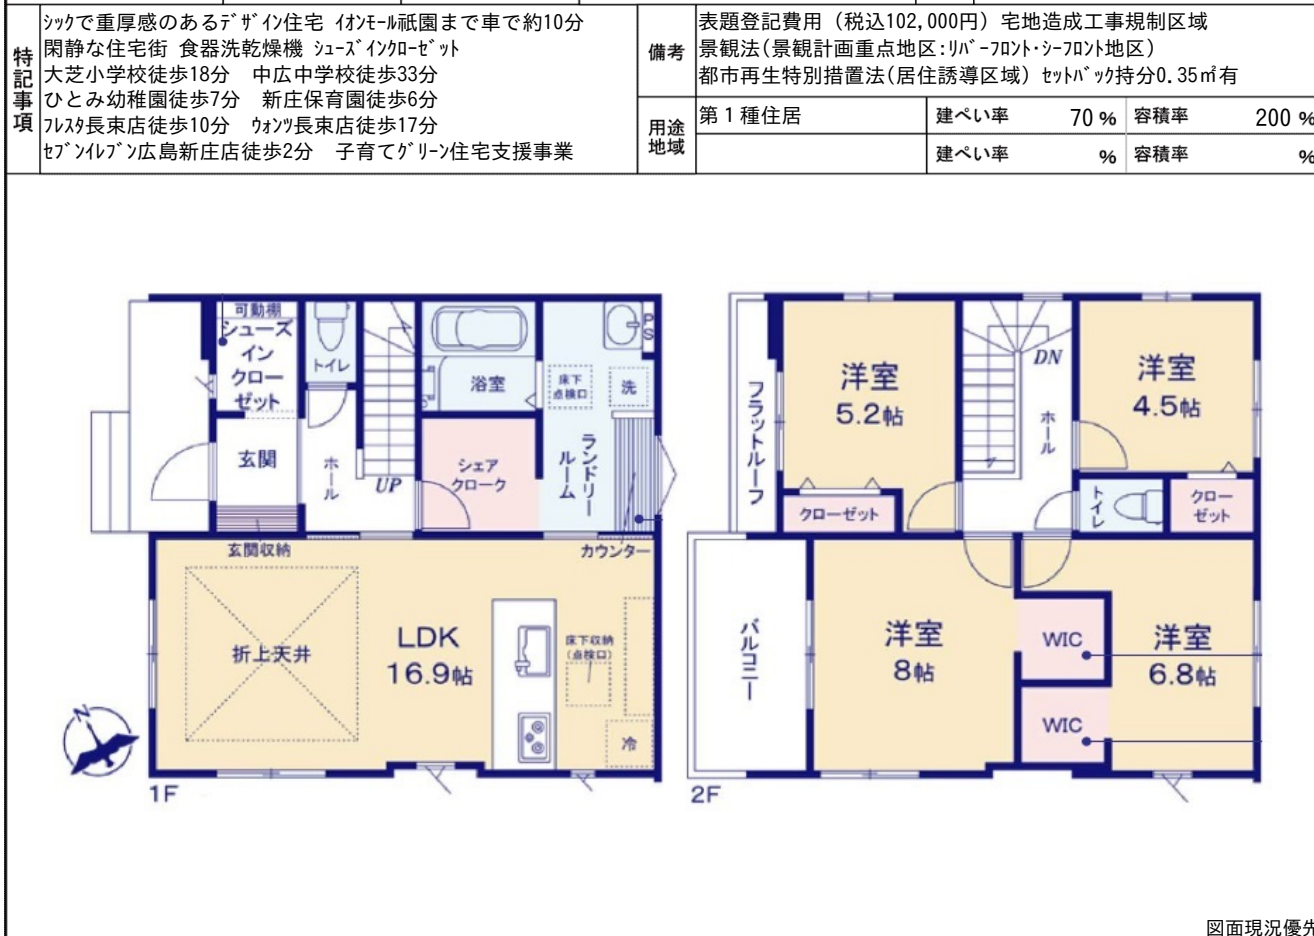 特記事項
ｼｯｸで重厚感のあるﾃﾞｻﾞｲﾝ住宅 ｲｵﾝﾓｰﾙ祇園まで車で約10分
閑静な住宅街 食器洗乾燥機 ｼｭｰｽﾞｲﾝｸﾛｰｾﾞｯﾄ
大芝小学校徒歩18分 中広中学校徒歩33分
ひとみ幼稚園徒歩7分 新庄保育園徒歩6分
ﾌﾚｽﾀ長束店徒歩10分 ｳｫﾝﾂ長束店徒歩17分
ｾﾌﾞﾝｲﾚﾌﾞﾝ広島新庄店徒歩2分 子育てｸﾞﾘｰﾝ住宅支援事業
備考
表題登記費用（税込102,000円）宅地造成工事規制区域
景観法(景観計画重点地区:ﾘﾊﾞｰﾌﾛﾝﾄ･ｼｰﾌﾛﾝﾄ地区)
都市再生特別措置法(居住誘導区域) ｾｯﾄﾊﾞｯｸ持分0.35㎡有
用途地域
第１種住居 建ぺい率 70 % 容積率 200 %
建ぺい率 % 容積率 %
可動棚
シューズ
イン
クロー
ゼット
トイレ
浴室
床下
点検口
洗
PS
玄関
ホール
UP
シェア
クローク
ランドリー
ルーム
玄関収納
カウンター
折上天井
LDK
16.9帖
床下収納
(点検口)
冷
N
1F
フラットルーフ
洋室
5.2帖
クローゼット
DN
ホール
洋室
4.5帖
トイレ
クロー
ゼット
バルコニー
洋室
8帖
WIC
WIC
洋室
6.8帖
2F
図面現況優先